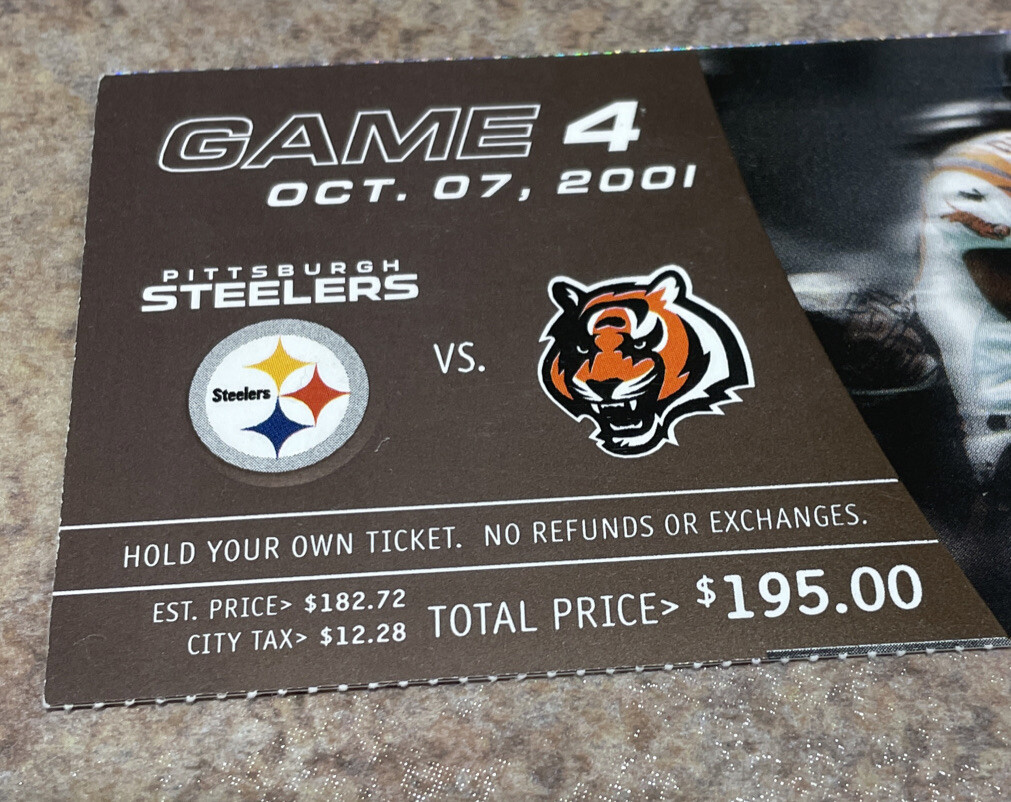 GAME 4
OCT. 07, 2001
PITTSBURGH
STEELERS
Steelers
VS.
HOLD YOUR OWN TICKET. NO REFUNDS OR EXCHANGES.
EST. PRICE> $182.72
CITY TAX> $12.28
TOTAL PRICE> $195.00